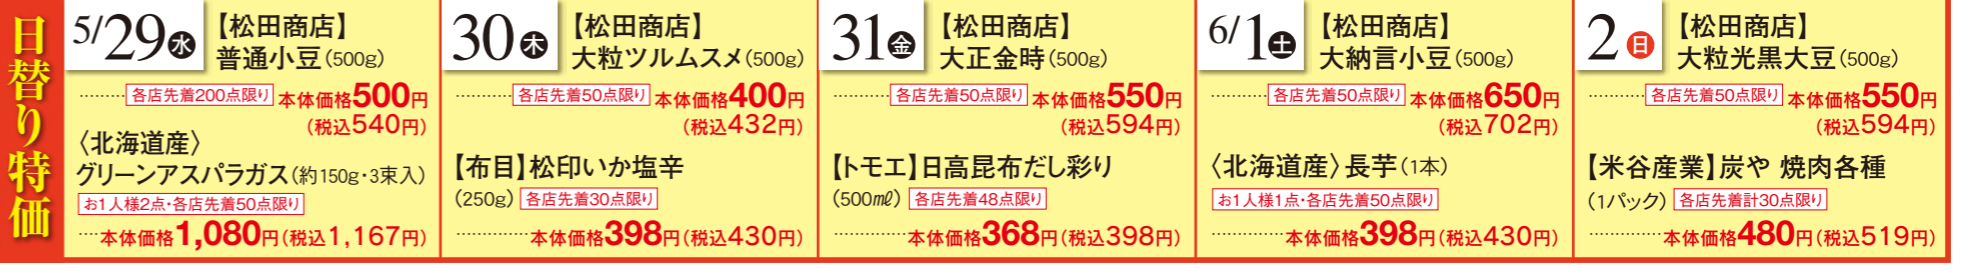 日替り特価
5/29水
【松田商店】
普通小豆(500g)
各店先着200点限り 本体価格500円
(税込540円)
〈北海道産〉
グリーンアスパラガス(約150g・3束入)
お1人様2点・各店先着50点限り
本体価格1,080円(税込1,167円)
30木
【松田商店】
大粒ツルムスメ(500g)
各店先着50点限り 本体価格400円
(税込432円)
【布目】松印いか塩辛
(250g) 各店先着30点限り
本体価格398円(税込430円)
31金
【松田商店】
大正金時(500g)
各店先着50点限り 本体価格550円
(税込594円)
【トモエ】日高昆布だし彩り
(500㎖) 各店先着48点限り
本体価格368円(税込398円)
6/1土
【松田商店】
大納言小豆(500g)
各店先着50点限り 本体価格650円
(税込702円)
〈北海道産〉長芋(1本)
お1人様1点・各店先着50点限り
本体価格398円(税込430円)
2日
【松田商店】
大粒光黒大豆(500g)
各店先着50点限り 本体価格550円
(税込594円)
【米谷産業】炭や 焼肉各種
(1パック) 各店先着計30点限り
本体価格480円(税込519円)